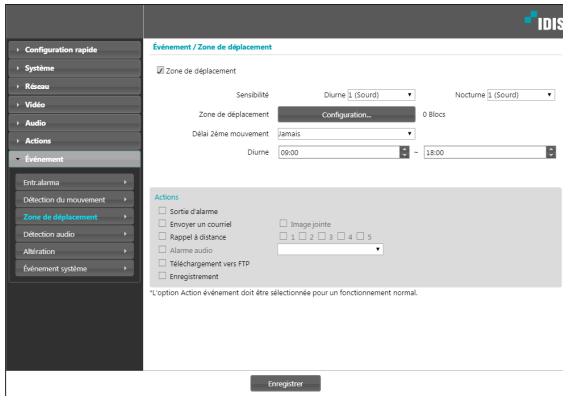 IDIS
Configuration rapide
Système
Réseau
Vidéo
Audio
Actions
Événement
Entr.alarma
Détection du mouvement
Zone de déplacement
Détection audio
Altération
Événement système
Événement / Zone de déplacement
Zone de déplacement
Sensibilité Diurne 1 (Sourd) Nocturne 1 (Sourd)
Zone de déplacement Configuration... 0 Blocs
Délai 2ème mouvement Jamais
Diurne 09:00 ~ 18:00
Actions
Sortie d'alarme
Envoyer un courriel Image jointe
Rappel à distance 1 2 3 4 5
Alarme audio
Téléchargement vers FTP
Enregistrement
*L'option Action événement doit être sélectionnée pour un fonctionnement normal.
Enregistrer